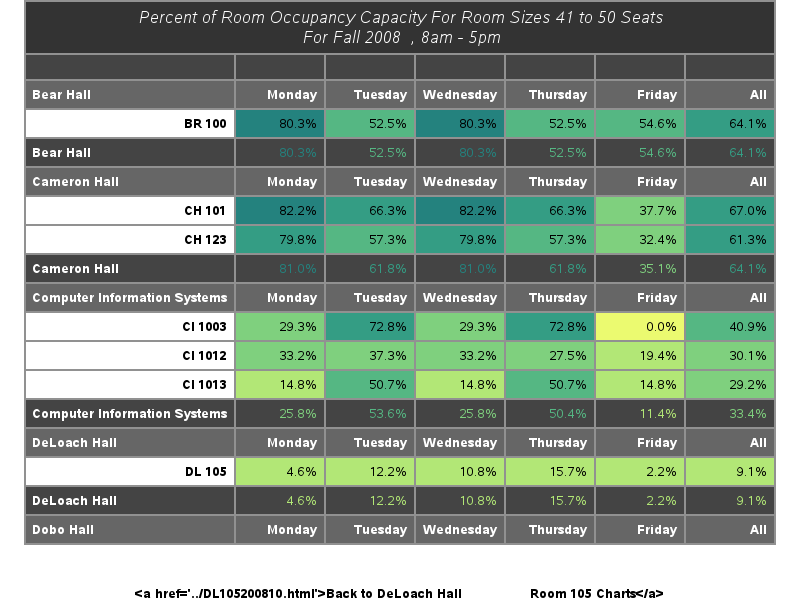 Percent of Room Occupancy Capacity For Room Sizes 41 to 50 Seats
For Fall 2008 , 8am - 5pm
Bear Hall Monday Tuesday Wednesday Thursday Friday All
BR 100 80.3% 52.5% 80.3% 52.5% 54.6% 64.1%
Bear Hall 80.3% 52.5% 80.3% 52.5% 54.6% 64.1%
Cameron Hall Monday Tuesday Wednesday Thursday Friday All
CH 101 82.2% 66.3% 82.2% 66.3% 37.7% 67.0%
CH 123 79.8% 57.3% 79.8% 57.3% 32.4% 61.3%
Cameron Hall 81.0% 61.8% 81.0% 61.8% 35.1% 64.1%
Computer Information Systems Monday Tuesday Wednesday Thursday Friday All
CI 1003 29.3% 72.8% 29.3% 72.8% 0.0% 40.9%
CI 1012 33.2% 37.3% 33.2% 27.5% 19.4% 30.1%
CI 1013 14.8% 50.7% 14.8% 50.7% 14.8% 29.2%
Computer Information Systems 25.8% 53.6% 25.8% 50.4% 11.4% 33.4%
DeLoach Hall Monday Tuesday Wednesday Thursday Friday All
DL 105 4.6% 12.2% 10.8% 15.7% 2.2% 9.1%
DeLoach Hall 4.6% 12.2% 10.8% 15.7% 2.2% 9.1%
Dobo Hall Monday Tuesday Wednesday Thursday Friday All
<a href='../DL105200810.html'>Back to DeLoach Hall Room 105 Charts</a>